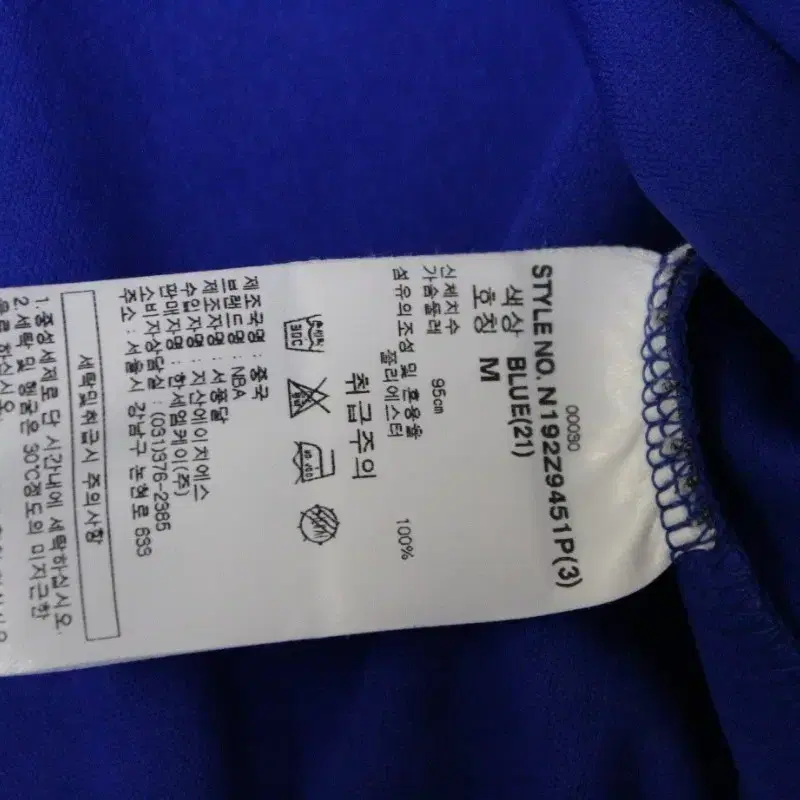 00030
STYLE NO. N192Z9451P(3)
색상 BLUE(21)
호칭 M
신체치수
가슴둘레 95cm
섬유의 조성 및 혼용율
폴리에스터 100%
취급주의
제조국명 : 중국
브랜드명 : NBA
제조자명 : 서풍달
수입자명 : 지산에이치에스
판매자명 : 한세엠케이(주)
소비자상담실 : (031)376-2385
주소 : 서울시 강남구 논현로 633
세탁및취급시 주의사항
1. 중성세제로 단 시간내에 세탁하십시요.
2. 세탁 및 헹굼은 30℃정도의 미지근한